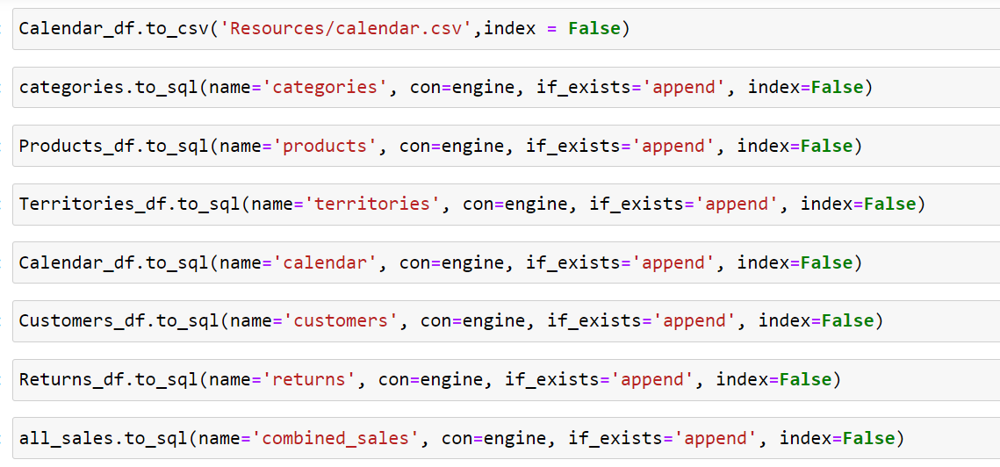 Calendar_df.to_csv('Resources/calendar.csv',index = False)
categories.to_sql(name='categories', con=engine, if_exists='append', index=False)
Products_df.to_sql(name='products', con=engine, if_exists='append', index=False)
Territories_df.to_sql(name='territories', con=engine, if_exists='append', index=False)
Calendar_df.to_sql(name='calendar', con=engine, if_exists='append', index=False)
Customers_df.to_sql(name='customers', con=engine, if_exists='append', index=False)
Returns_df.to_sql(name='returns', con=engine, if_exists='append', index=False)
all_sales.to_sql(name='combined_sales', con=engine, if_exists='append', index=False)